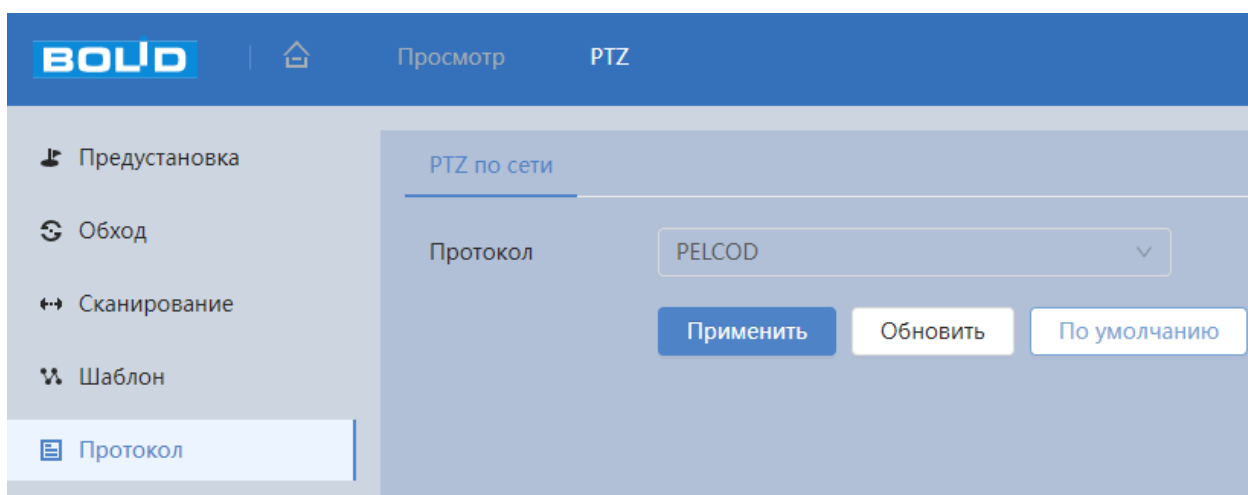 BOLID Просмотр PTZ
Предустановка
PTZ по сети
Обход
Протокол PELCOD
Сканирование
Применить Обновить По умолчанию
Шаблон
Протокол